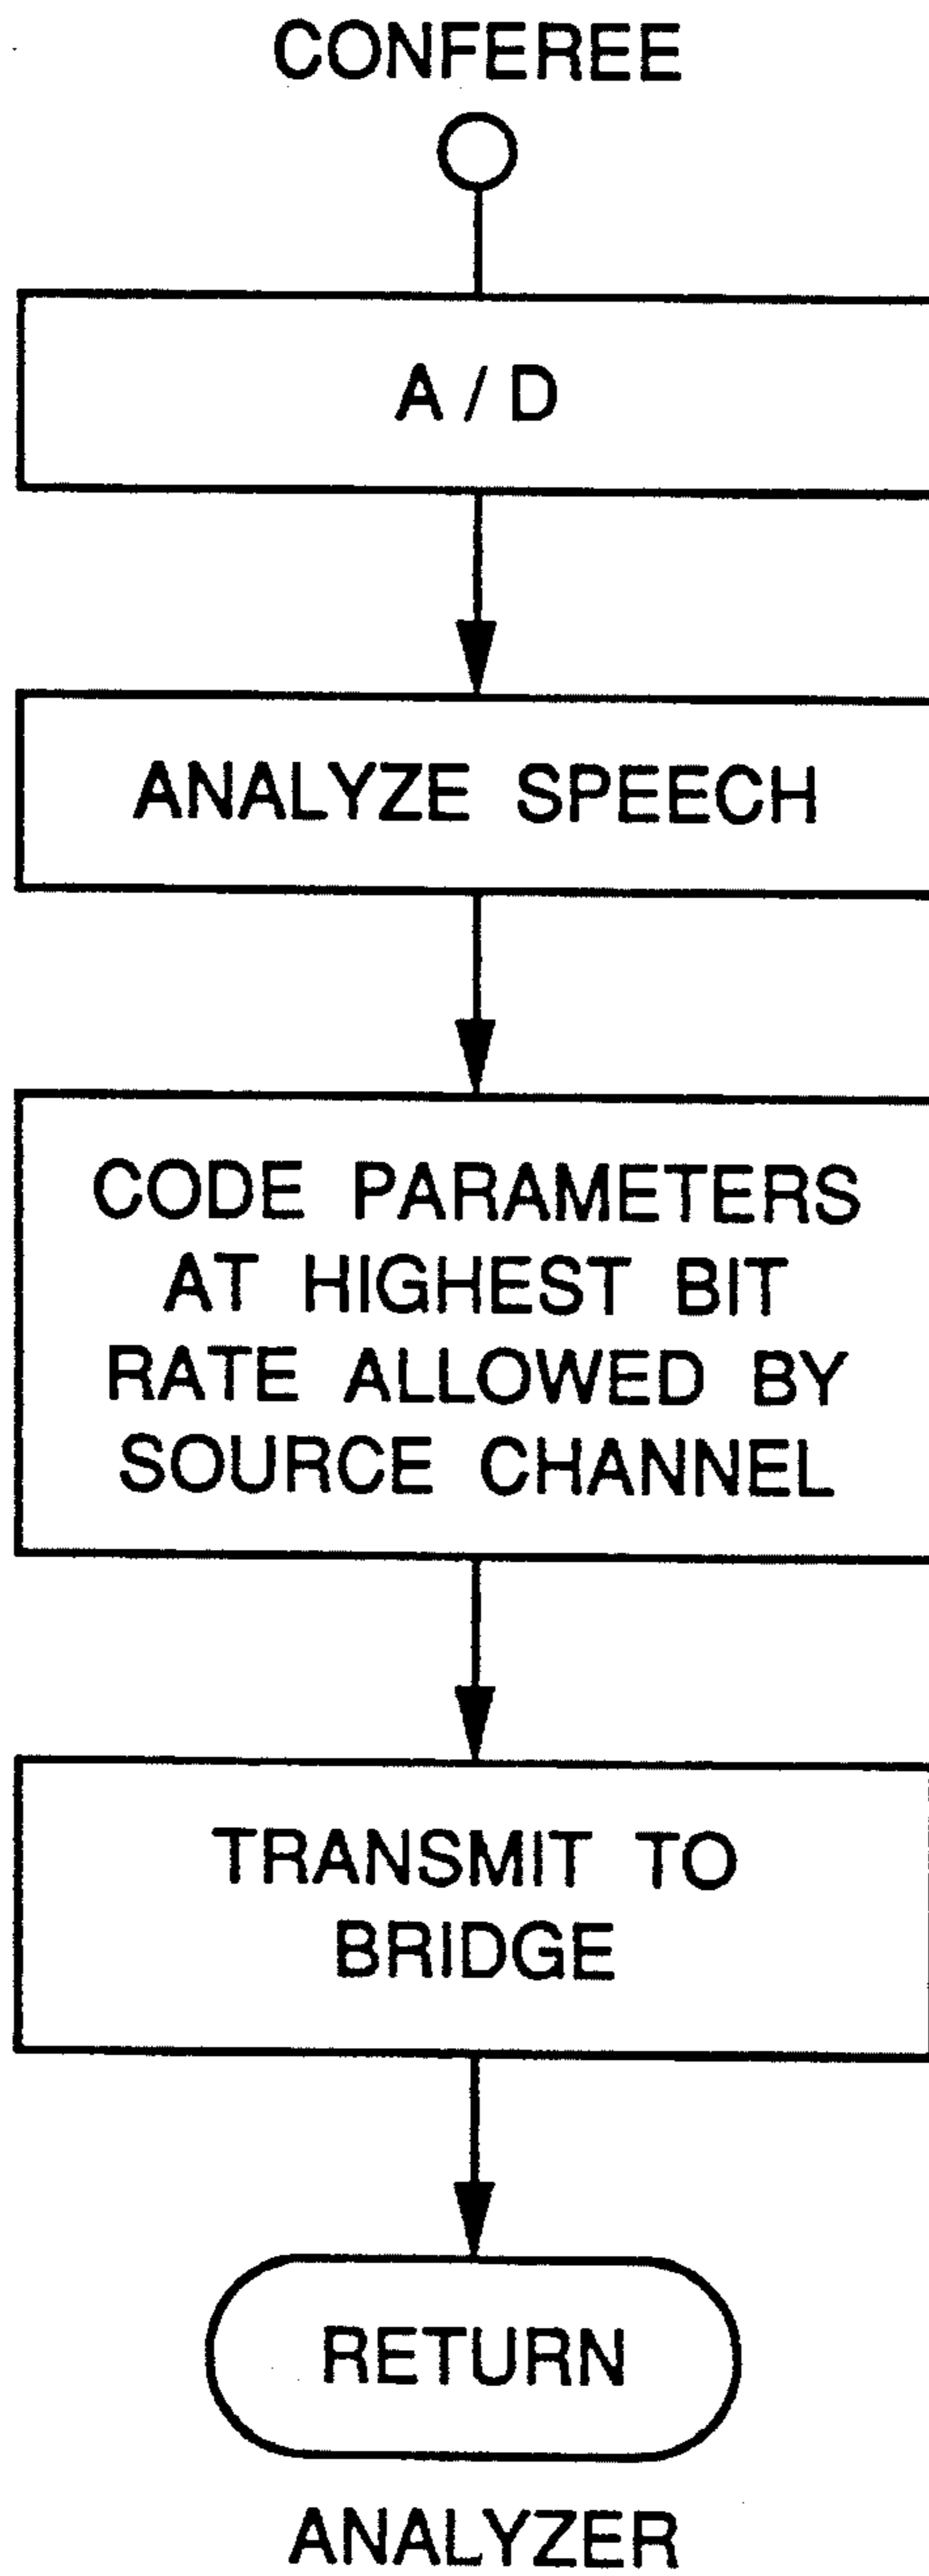 CONFEREE
A / D
ANALYZE SPEECH
CODE PARAMETERS
AT HIGHEST BIT
RATE ALLOWED BY
SOURCE CHANNEL
TRANSMIT TO
BRIDGE
RETURN
ANALYZER